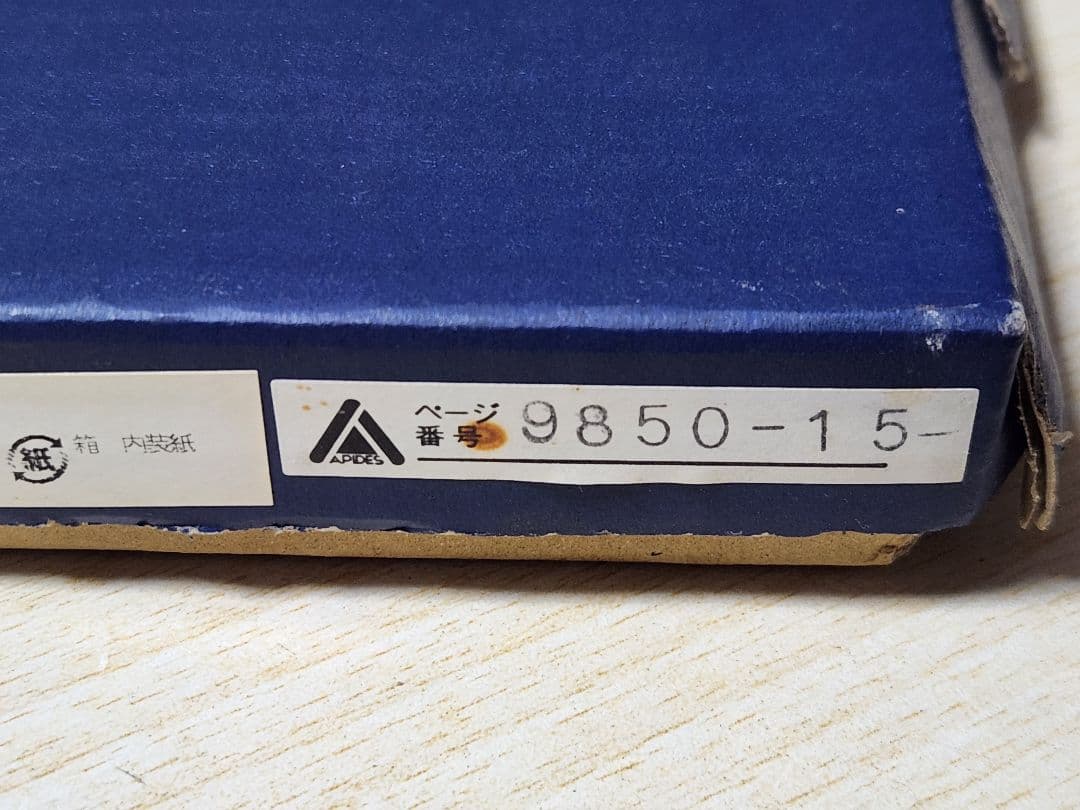 紙 箱 内装紙
APIDES
ページ
番号 9850-15-